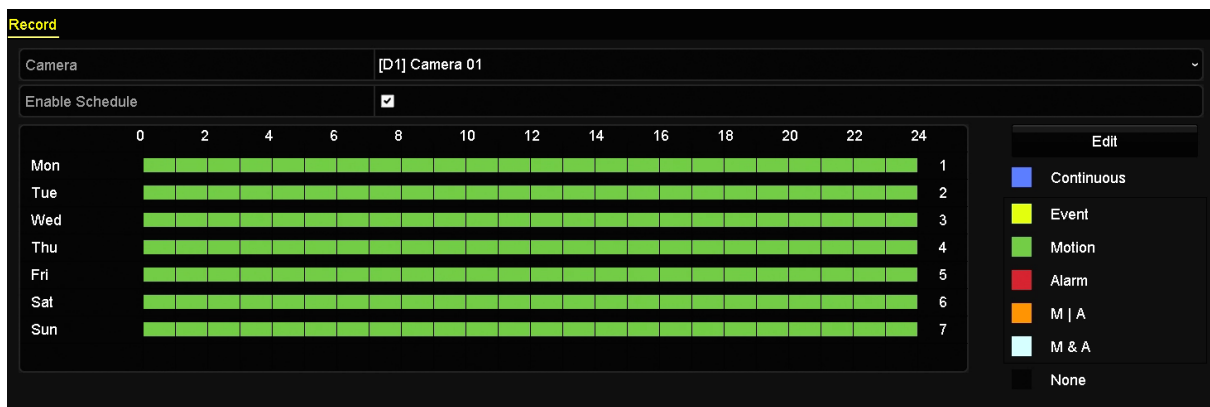 Record
Camera [D1] Camera 01
Enable Schedule
0 2 4 6 8 10 12 14 16 18 20 22 24
Mon 1
Tue 2
Wed 3
Thu 4
Fri 5
Sat 6
Sun 7
Edit
Continuous
Event
Motion
Alarm
M | A
M & A
None